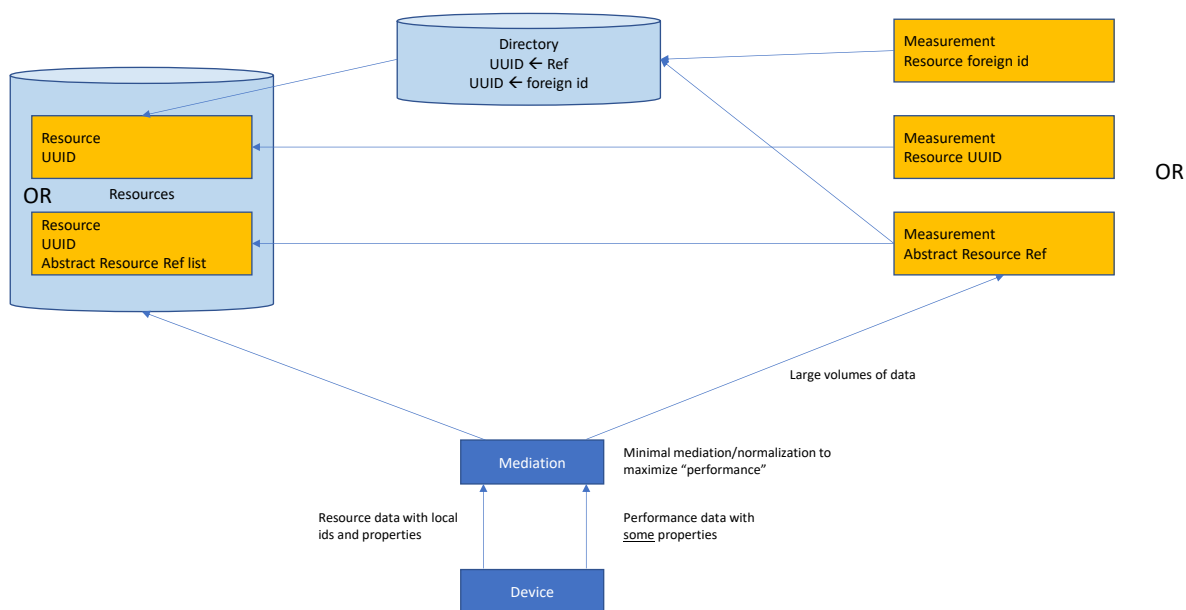 Directory
UUID ← Ref
UUID ← foreign id
Measurement
Resource foreign id
Resource
UUID
Measurement
Resource UUID
OR
OR
Resources
Resource
UUID
Abstract Resource Ref list
Measurement
Abstract Resource Ref
Large volumes of data
Mediation
Minimal mediation/normalization to
maximize “performance”
Resource data with local
ids and properties
Performance data with
some properties
Device